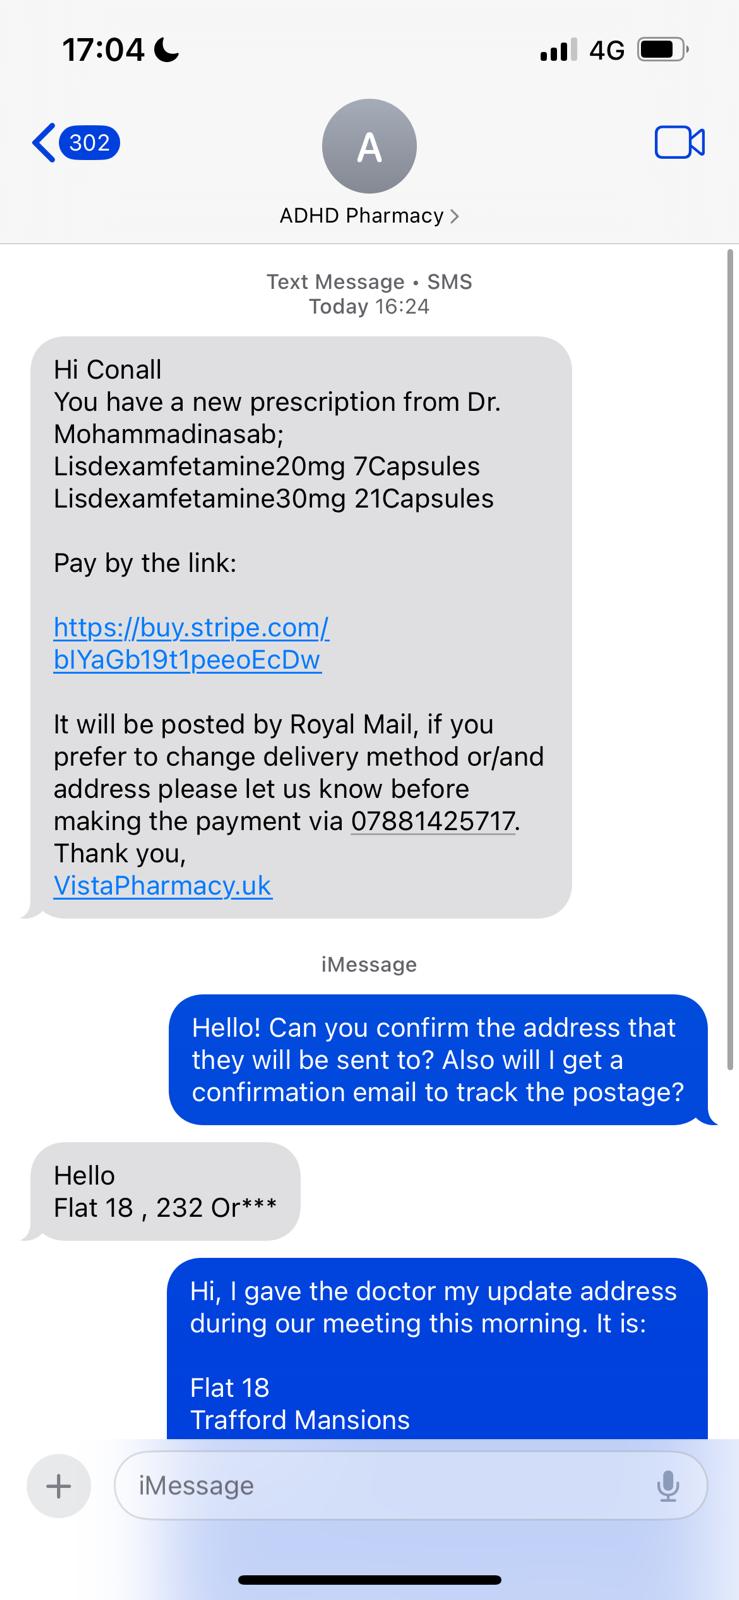 17:04
4G
302
A
ADHD Pharmacy
Text Message • SMS
Today 16:24
Hi Conall
You have a new prescription from Dr.
Mohammadinasab;
Lisdexamfetamine20mg 7Capsules
Lisdexamfetamine30mg 21Capsules
Pay by the link:
https://buy.stripe.com/
bIYaGb19t1peeoEcDw
It will be posted by Royal Mail, if you
prefer to change delivery method or/and
address please let us know before
making the payment via 07881425717.
Thank you,
VistaPharmacy.uk
iMessage
Hello! Can you confirm the address that
they will be sent to? Also will I get a
confirmation email to track the postage?
Hello
Flat 18 , 232 Or***
Hi, I gave the doctor my update address
during our meeting this morning. It is:
Flat 18
Trafford Mansions
iMessage